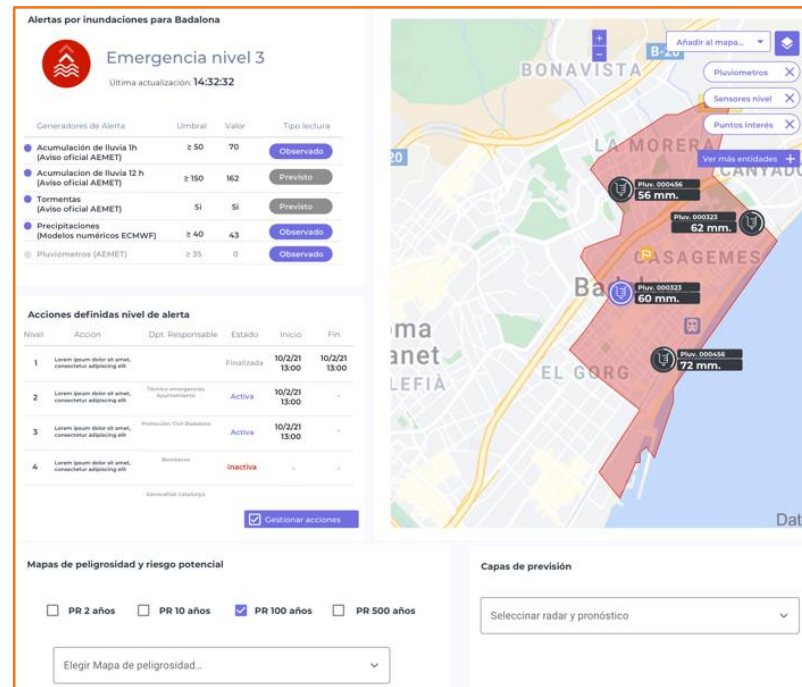 Alertas por inundaciones para Badalona
Emergencia nivel 3
Última actualización: 14:32:32
Generadores de Alerta Umbral Valor Tipo lectura
Acumulación de lluvia 1h
(Aviso oficial AEMET)
≥ 50 70 Observado
Acumulacion de lluvia 12 h
(Aviso oficial AEMET)
≥ 150 162 Previsto
Tormentas
(Aviso oficial AEMET)
Si Si Previsto
Precipitaciones
(Modelos numéricos ECMWF)
≥ 40 43 Observado
Pluviómetros (AEMET) ≥ 35 0 Observado
Acciones definidas nivel de alerta
Nivel Acción Dpt. Responsable Estado Inicio Fin
1 Lorem ipsum dolor sit amet,
consectetur adipiscing elit
Finalizada 10/2/21
13:00
10/2/21
13:00
2 Lorem ipsum dolor sit amet,
consectetur adipiscing elit
Técnico emergencias
Ayuntamiento
Activa 10/2/21
13:00
-
3 Lorem ipsum dolor sit amet,
consectetur adipiscing elit
Protección Civil Badalona
Activa 10/2/21
13:00
-
4 Lorem ipsum dolor sit amet,
consectetur adipiscing elit
Bomberos
Inactiva - -
Generalitat Catalunya
Gestionar acciones
+
-
B-20
Añadir al mapa...
BONAVISTA
Pluviometros X
Sensores nivel X
Puntos Interés X
LA MORERA
Ver más entidades +
20
CANYADÓ
Pluv. 000456
56 mm.
Pluv. 000323
62 mm.
CASAGEMES
Pluv. 000323
60 mm.
Pluv. 000456
72 mm.
EL GORG
Dat
Mapas de peligrosidad y riesgo potencial
PR 2 años PR 10 años PR 100 años PR 500 años
Elegir Mapa de peligrosidad...
Capas de previsión
Seleccinar radar y pronóstico